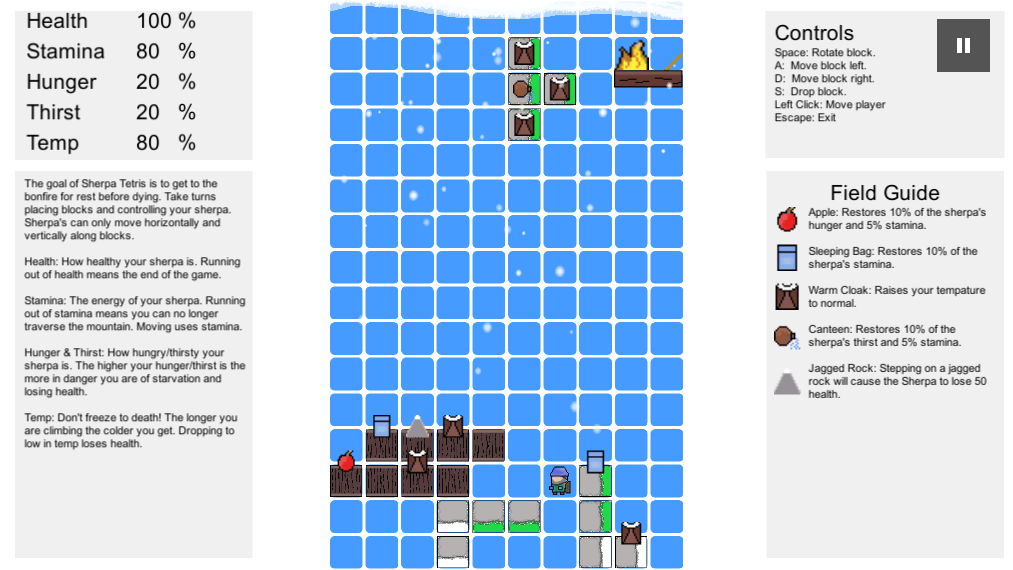 Health 100 %
Stamina 80 %
Hunger 20 %
Thirst 20 %
Temp 80 %
The goal of Sherpa Tetris is to get to the
bonfire for rest before dying. Take turns
placing blocks and controlling your sherpa.
Sherpa's can only move horizontally and
vertically along blocks.
Health: How healthy your sherpa is. Running
out of health means the end of the game.
Stamina: The energy of your sherpa. Running
out of stamina means you can no longer
traverse the mountain. Moving uses stamina.
Hunger & Thirst: How hungry/thirsty your
sherpa is. The higher your hunger/thirst is the
more in danger you are of starvation and
losing health.
Temp: Don't freeze to death! The longer you
are climbing the colder you get. Dropping to
low in temp loses health.
Controls
Space: Rotate block.
A: Move block left.
D: Move block right.
S: Drop block.
Left Click: Move player
Escape: Exit
Field Guide
Apple: Restores 10% of the sherpa's
hunger and 5% stamina.
Sleeping Bag: Restores 10% of the
sherpa's stamina.
Warm Cloak: Raises your tempature
to normal.
Canteen: Restores 10% of the
sherpa's thirst and 5% stamina.
Jagged Rock: Stepping on a jagged
rock will cause the Sherpa to lose 50
health.